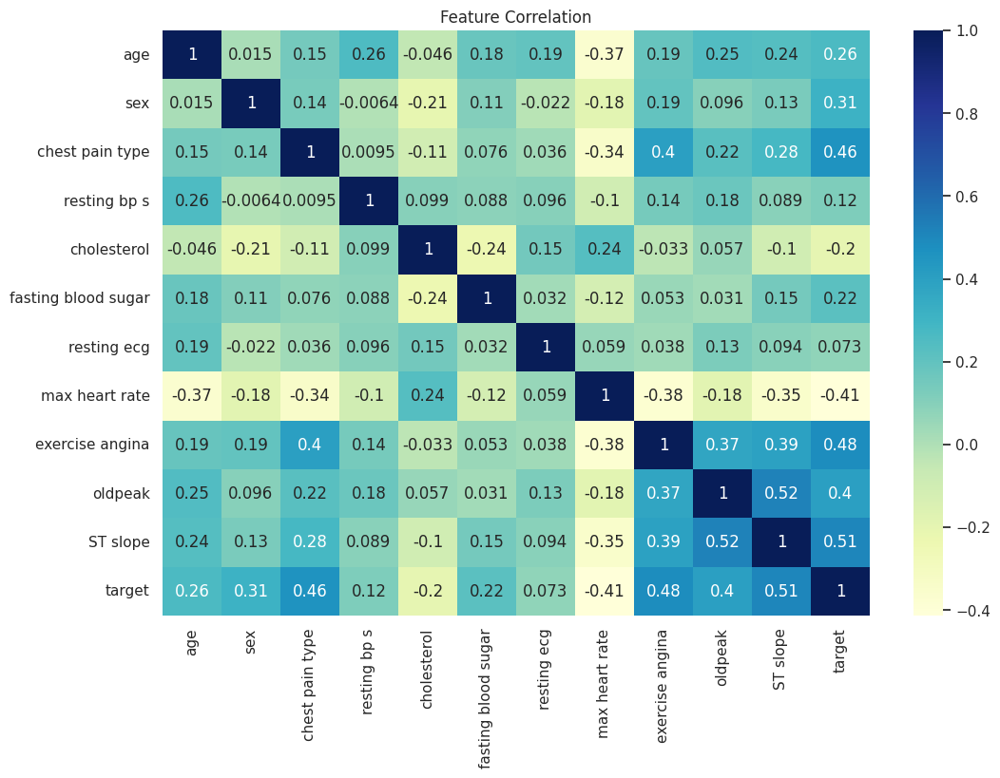 Feature Correlation
age 1 0.015 0.15 0.26 -0.046 0.18 0.19 -0.37 0.19 0.25 0.24 0.26
sex 0.015 1 0.14 -0.0064 -0.21 0.11 -0.022 -0.18 0.19 0.096 0.13 0.31
chest pain type 0.15 0.14 1 0.0095 -0.11 0.076 0.036 -0.34 0.4 0.22 0.28 0.46
resting bp s 0.26 -0.0064 0.0095 1 0.099 0.088 0.096 -0.1 0.14 0.18 0.089 0.12
cholesterol -0.046 -0.21 -0.11 0.099 1 -0.24 0.15 0.24 -0.033 0.057 -0.1 -0.2
fasting blood sugar 0.18 0.11 0.076 0.088 -0.24 1 0.032 -0.12 0.053 0.031 0.15 0.22
resting ecg 0.19 -0.022 0.036 0.096 0.15 0.032 1 0.059 0.038 0.13 0.094 0.073
max heart rate -0.37 -0.18 -0.34 -0.1 0.24 -0.12 0.059 1 -0.38 -0.18 -0.35 -0.41
exercise angina 0.19 0.19 0.4 0.14 -0.033 0.053 0.038 -0.38 1 0.37 0.39 0.48
oldpeak 0.25 0.096 0.22 0.18 0.057 0.031 0.13 -0.18 0.37 1 0.52 0.4
ST slope 0.24 0.13 0.28 0.089 -0.1 0.15 0.094 -0.35 0.39 0.52 1 0.51
target 0.26 0.31 0.46 0.12 -0.2 0.22 0.073 -0.41 0.48 0.4 0.51 1
age
sex
chest pain type
resting bp s
cholesterol
fasting blood sugar
resting ecg
max heart rate
exercise angina
oldpeak
ST slope
target
1.0
0.8
0.6
0.4
0.2
0.0
−0.2
−0.4